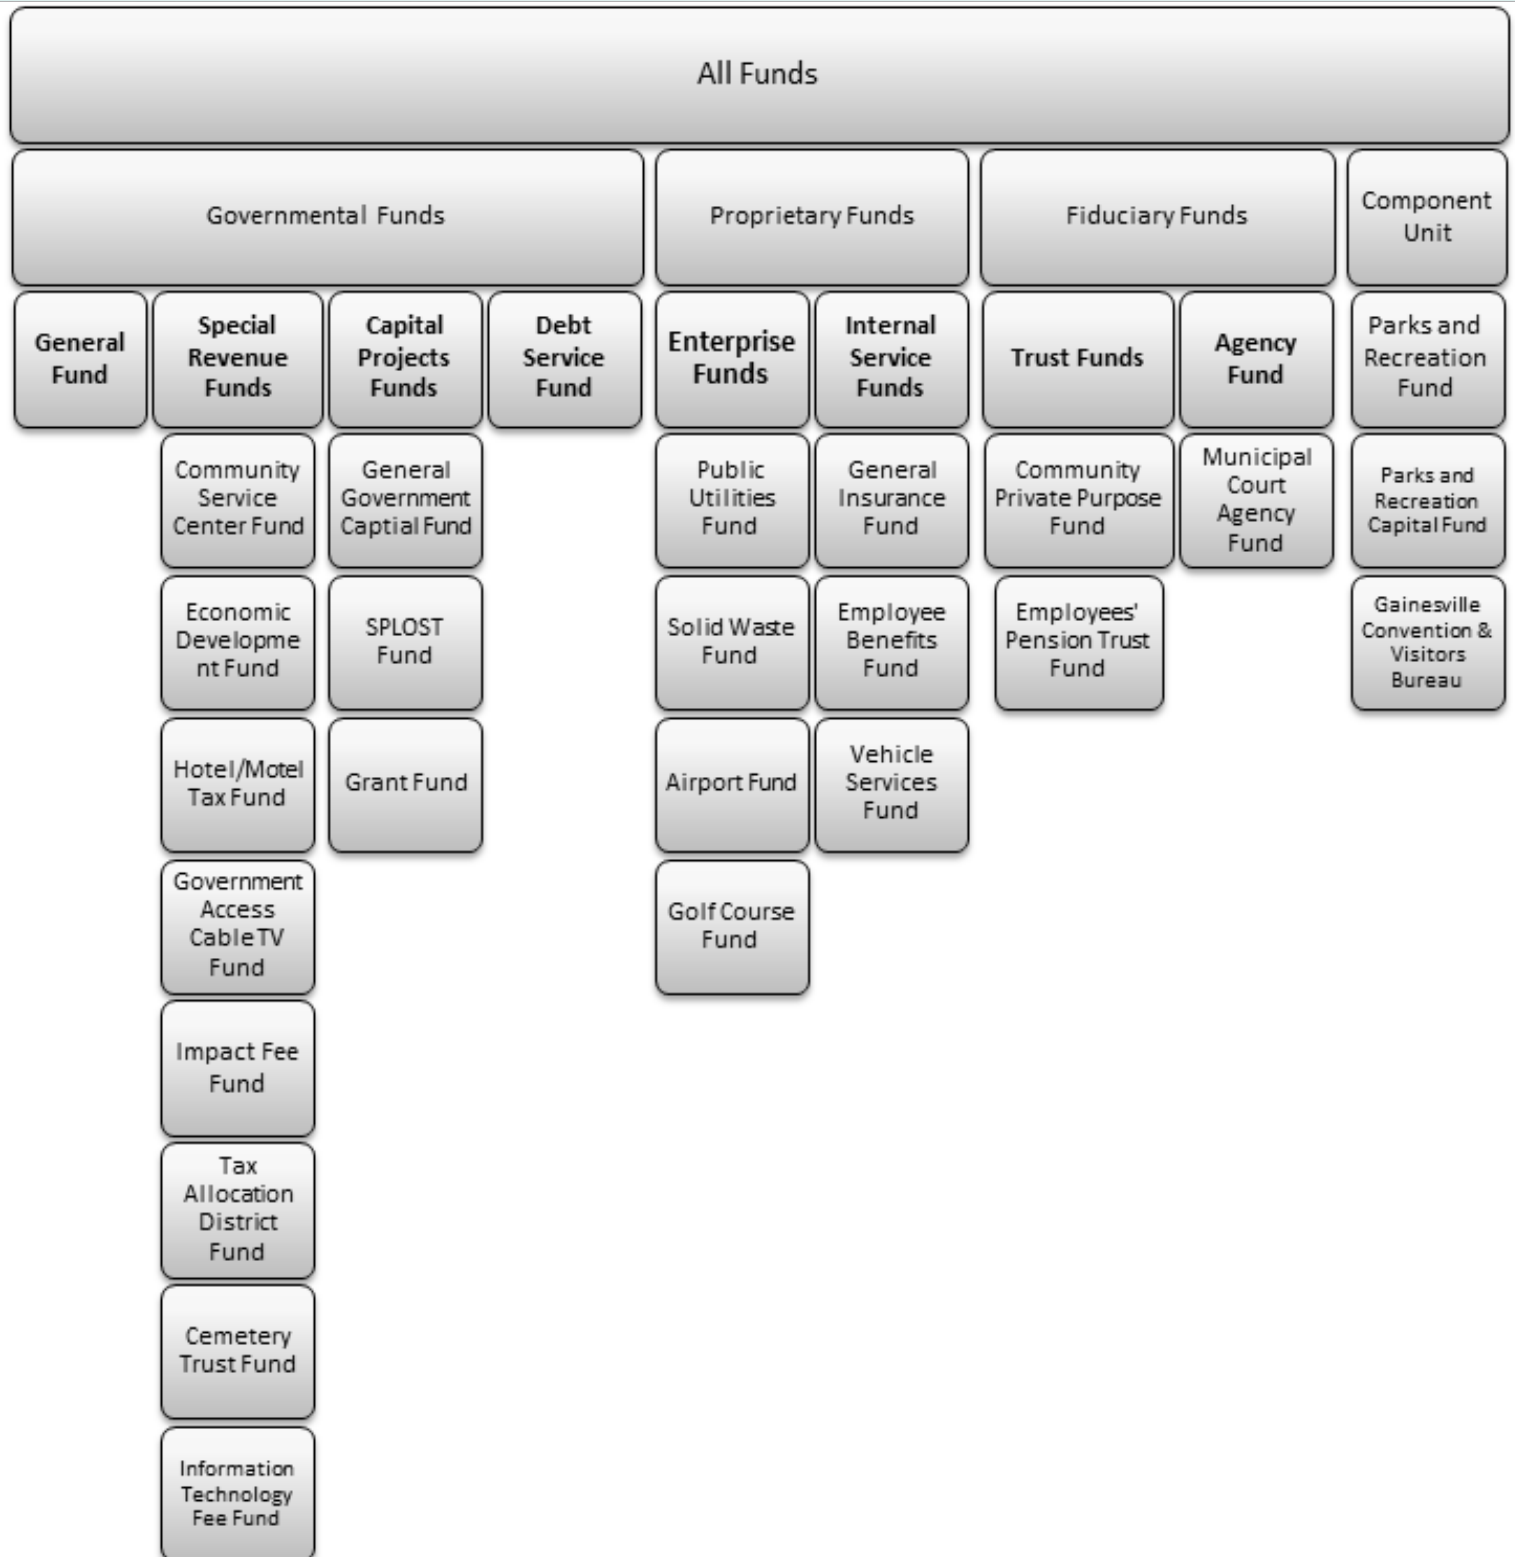 All Funds
Governmental Funds
Proprietary Funds
Fiduciary Funds
Component
Unit
General
Fund
Special
Revenue
Funds
Capital
Projects
Funds
Debt
Service
Fund
Enterprise
Funds
Internal
Service
Funds
Trust Funds
Agency
Fund
Parks and
Recreation
Fund
Community
Service
Center Fund
General
Government
Captial Fund
Public
Utilities
Fund
General
Insurance
Fund
Community
Private Purpose
Fund
Municipal
Court
Agency
Fund
Parks and
Recreation
Capital Fund
Economic
Developme
nt Fund
SPLOST
Fund
Solid Waste
Fund
Employee
Benefits
Fund
Employees'
Pension Trust
Fund
Gainesville
Convention &
Visitors
Bureau
Hotel/Motel
Tax Fund
Grant Fund
Airport Fund
Vehicle
Services
Fund
Government
Access
Cable TV
Fund
Golf Course
Fund
Impact Fee
Fund
Tax
Allocation
District
Fund
Cemetery
Trust Fund
Information
Technology
Fee Fund